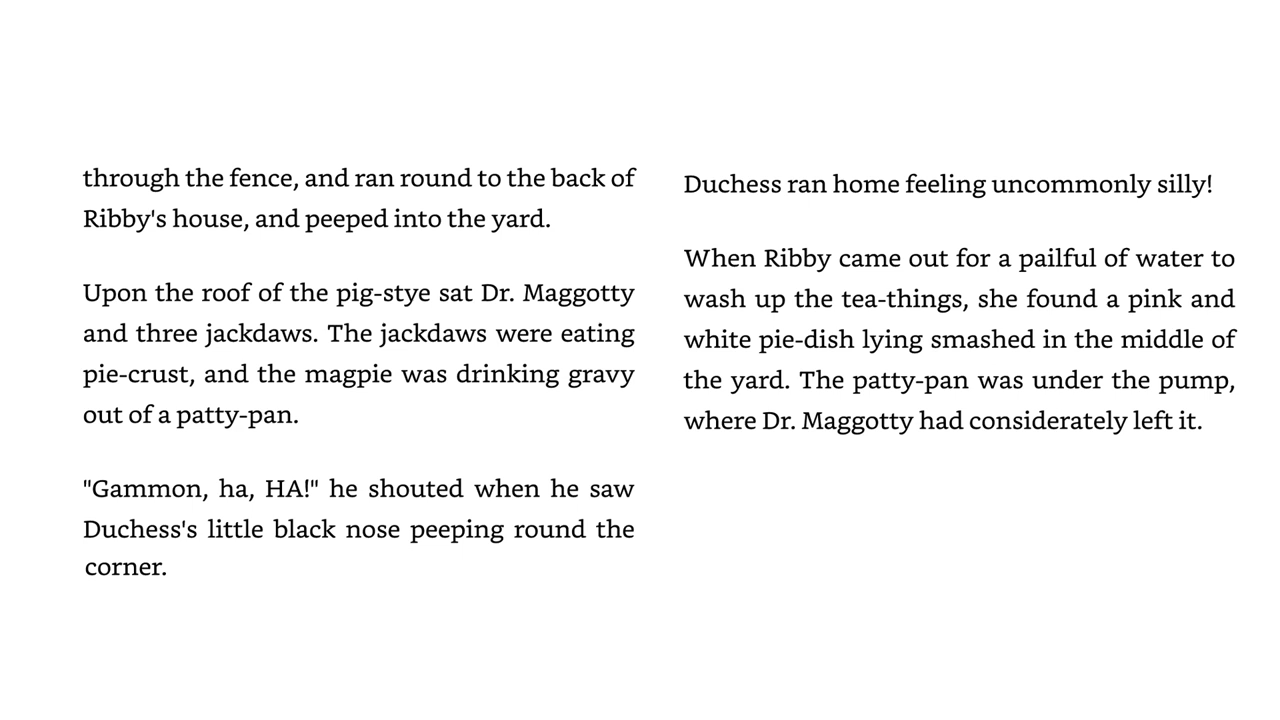 through the fence, and ran round to the back of
Ribby's house, and peeped into the yard.
Upon the roof of the pig-stye sat Dr. Maggotty
and three jackdaws. The jackdaws were eating
pie-crust, and the magpie was drinking gravy
out of a patty-pan.
"Gammon, ha, HA!" he shouted when he saw
Duchess's little black nose peeping round the
corner.
Duchess ran home feeling uncommonly silly!
When Ribby came out for a pailful of water to
wash up the tea-things, she found a pink and
white pie-dish lying smashed in the middle of
the yard. The patty-pan was under the pump,
where Dr. Maggotty had considerately left it.